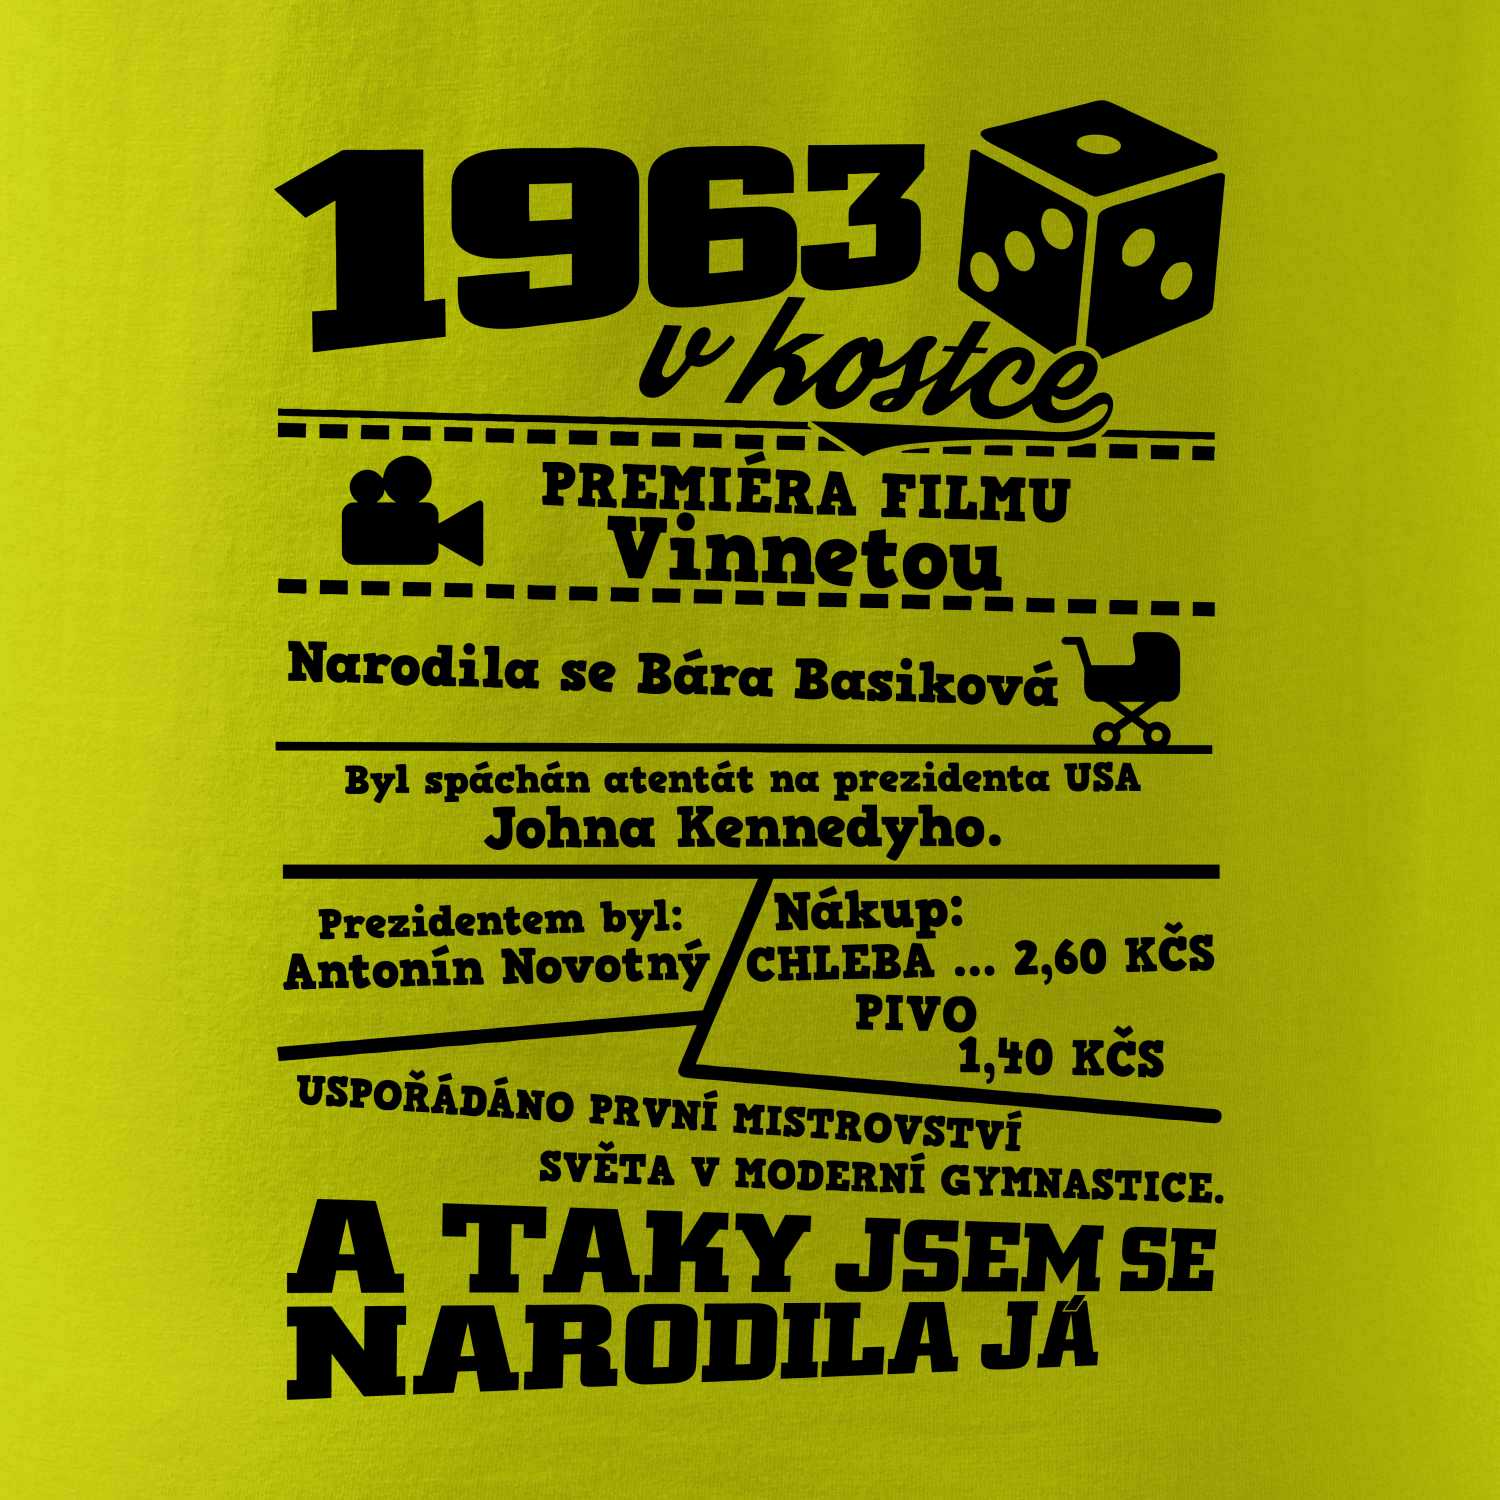 1963
v kostce
PREMIÉRA FILMU
Vinnetou
Narodila se Bára Basiková
Byl spáchán atentát na prezidenta USA
Johna Kennedyho.
Prezidentem byl:
Antonín Novotný
Nákup:
CHLEBA ... 2,60 KČS
PIVO
1,40 KČS
USPOŘÁDÁNO PRVNÍ MISTROVSTVÍ
SVĚTA V MODERNÍ GYMNASTICE.
A TAKY JSEM SE
NARODILA JÁ